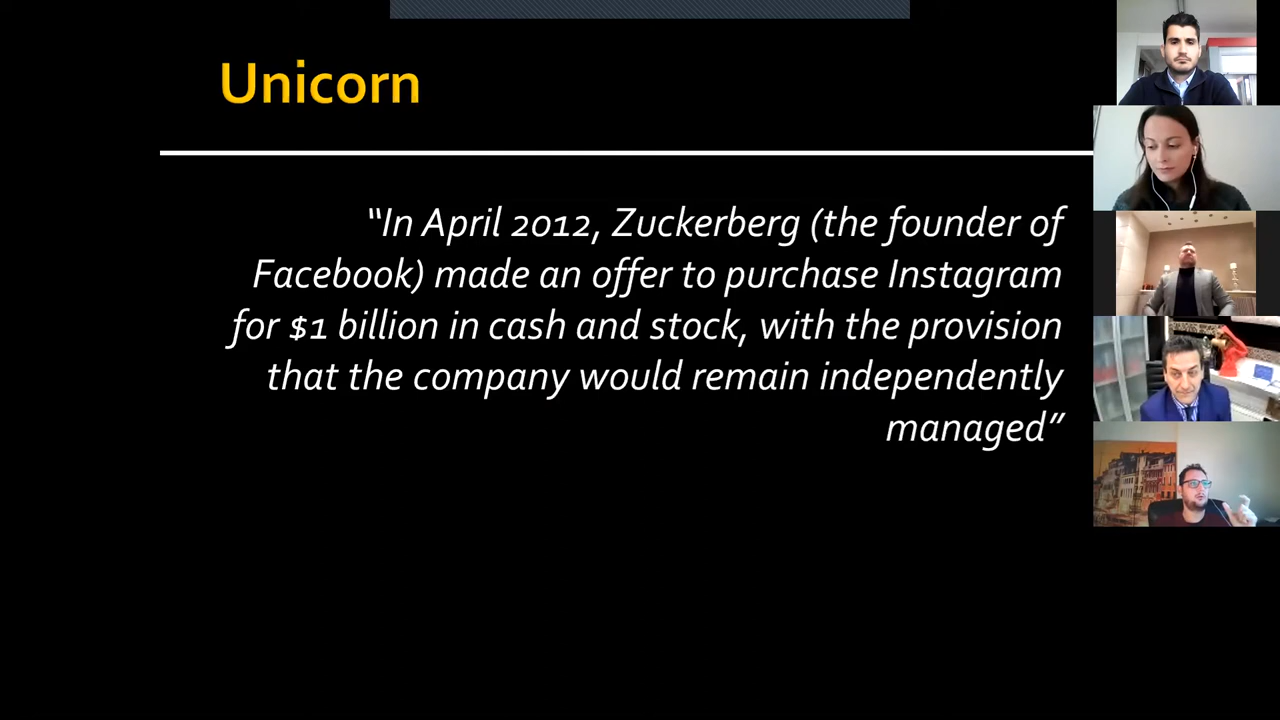 Unicorn
“In April 2012, Zuckerberg (the founder of
Facebook) made an offer to purchase Instagram
for $1 billion in cash and stock, with the provision
that the company would remain independently
managed”